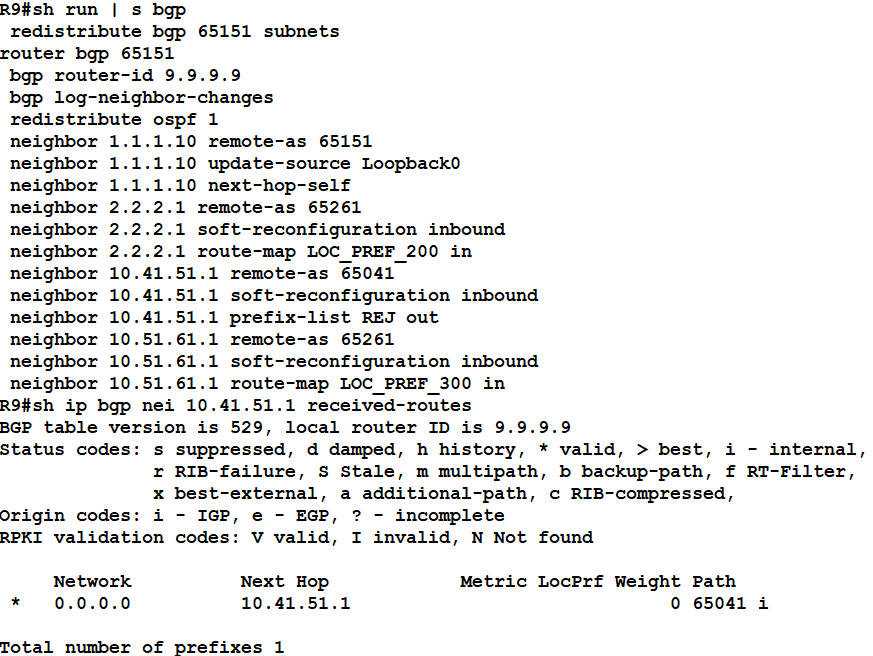 R9#sh run | s bgp
 redistribute bgp 65151 subnets
router bgp 65151
 bgp router-id 9.9.9.9
 bgp log-neighbor-changes
 redistribute ospf 1
 neighbor 1.1.1.10 remote-as 65151
 neighbor 1.1.1.10 update-source Loopback0
 neighbor 1.1.1.10 next-hop-self
 neighbor 2.2.2.1 remote-as 65261
 neighbor 2.2.2.1 soft-reconfiguration inbound
 neighbor 2.2.2.1 route-map LOC_PREF_200 in
 neighbor 10.41.51.1 remote-as 65041
 neighbor 10.41.51.1 soft-reconfiguration inbound
 neighbor 10.41.51.1 prefix-list REJ out
 neighbor 10.51.61.1 remote-as 65261
 neighbor 10.51.61.1 soft-reconfiguration inbound
 neighbor 10.51.61.1 route-map LOC_PREF_300 in
R9#sh ip bgp nei 10.41.51.1 received-routes
BGP table version is 529, local router ID is 9.9.9.9
Status codes: s suppressed, d damped, h history, * valid, > best, i - internal,
              r RIB-failure, S Stale, m multipath, b backup-path, f RT-Filter,
              x best-external, a additional-path, c RIB-compressed,
Origin codes: i - IGP, e - EGP, ? - incomplete
RPKI validation codes: V valid, I invalid, N Not found

     Network          Next Hop            Metric LocPrf Weight Path
 *   0.0.0.0          10.41.51.1                             0 65041 i

Total number of prefixes 1